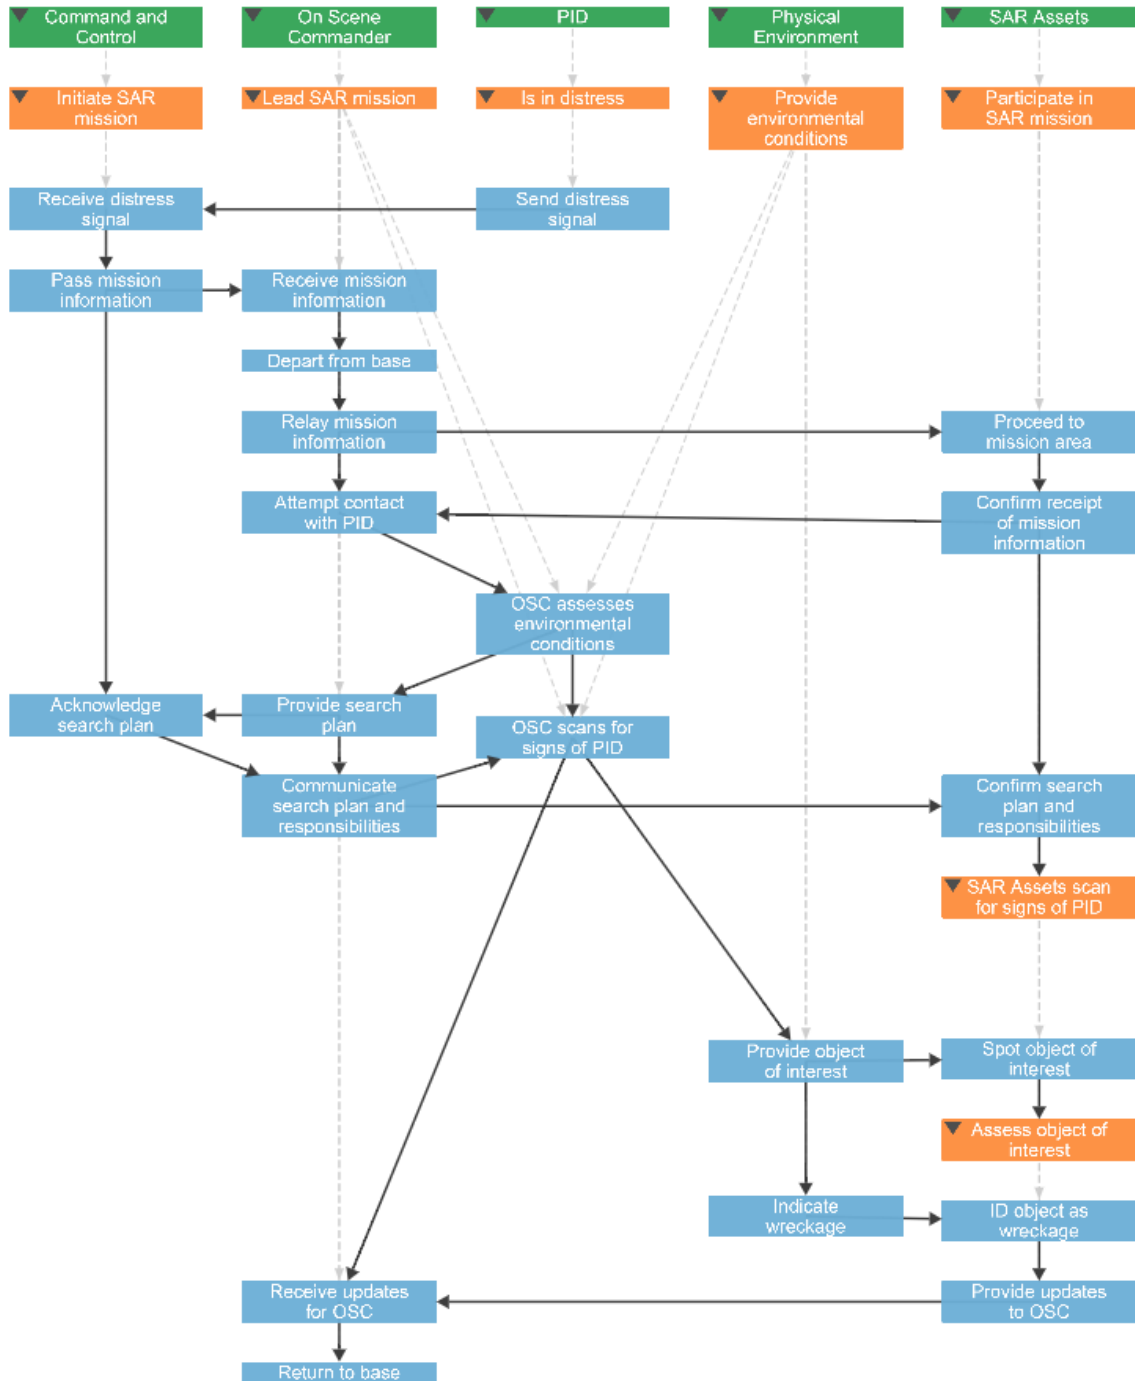 Command and
Control
On Scene
Commander
PID
Physical
Environment
SAR Assets
Initiate SAR
mission
Lead SAR mission
Is in distress
Provide
environmental
conditions
Participate in
SAR mission
Receive distress
signal
Send distress
signal
Pass mission
information
Receive mission
information
Depart from base
Relay mission
information
Proceed to
mission area
Attempt contact
with PID
Confirm receipt
of mission
information
OSC assesses
environmental
conditions
Acknowledge
search plan
Provide search
plan
OSC scans for
signs of PID
Communicate
search plan and
responsibilities
Confirm search
plan and
responsibilities
SAR Assets scan
for signs of PID
Provide object
of interest
Spot object of
interest
Assess object of
interest
Indicate
wreckage
ID object as
wreckage
Receive updates
for OSC
Provide updates
to OSC
Return to base